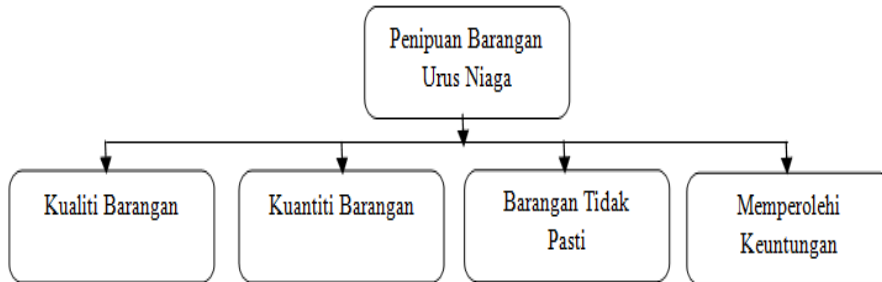 Penipuan Barangan
Urus Niaga
Kualiti Barangan
Kuantiti Barangan
Barangan Tidak
Pasti
Memperolehi
Keuntungan